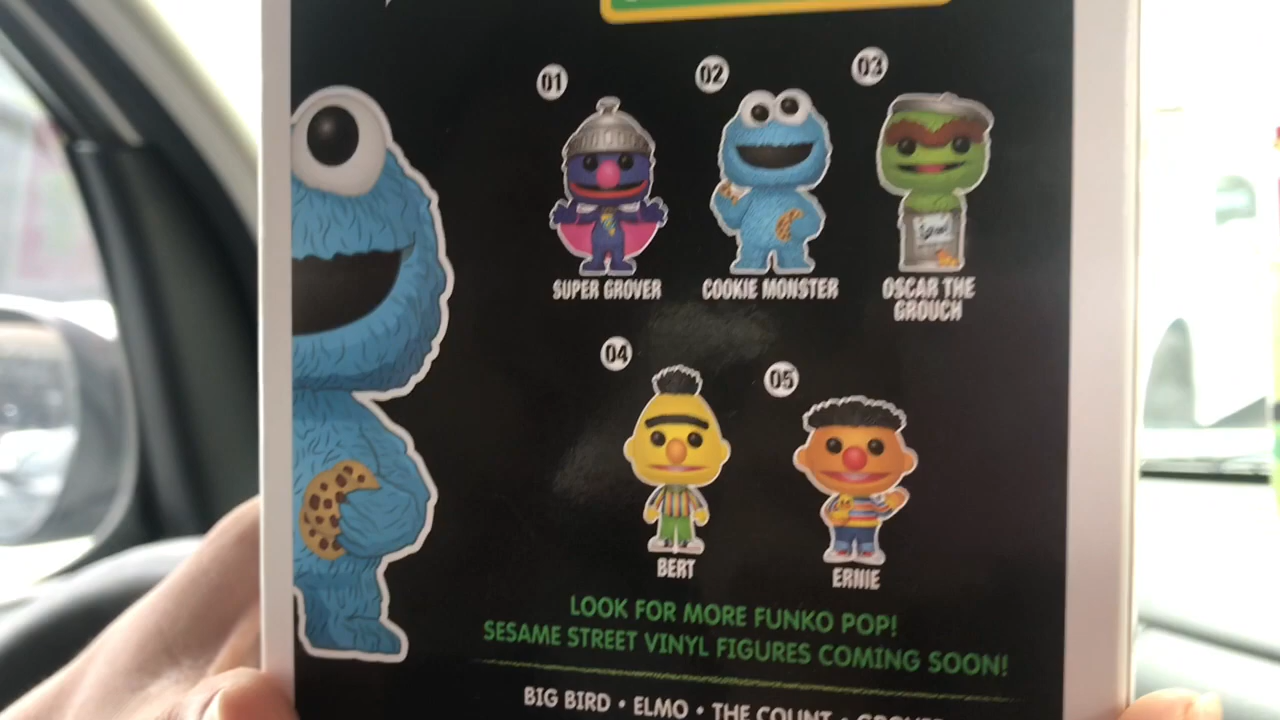 01
02
03
SUPER GROVER
COOKIE MONSTER
OSCAR THE
GROUCH
04
05
BERT
ERNIE
LOOK FOR MORE FUNKO POP!
SESAME STREET VINYL FIGURES COMING SOON!
BIG BIRD • ELMO • THE COUNT •